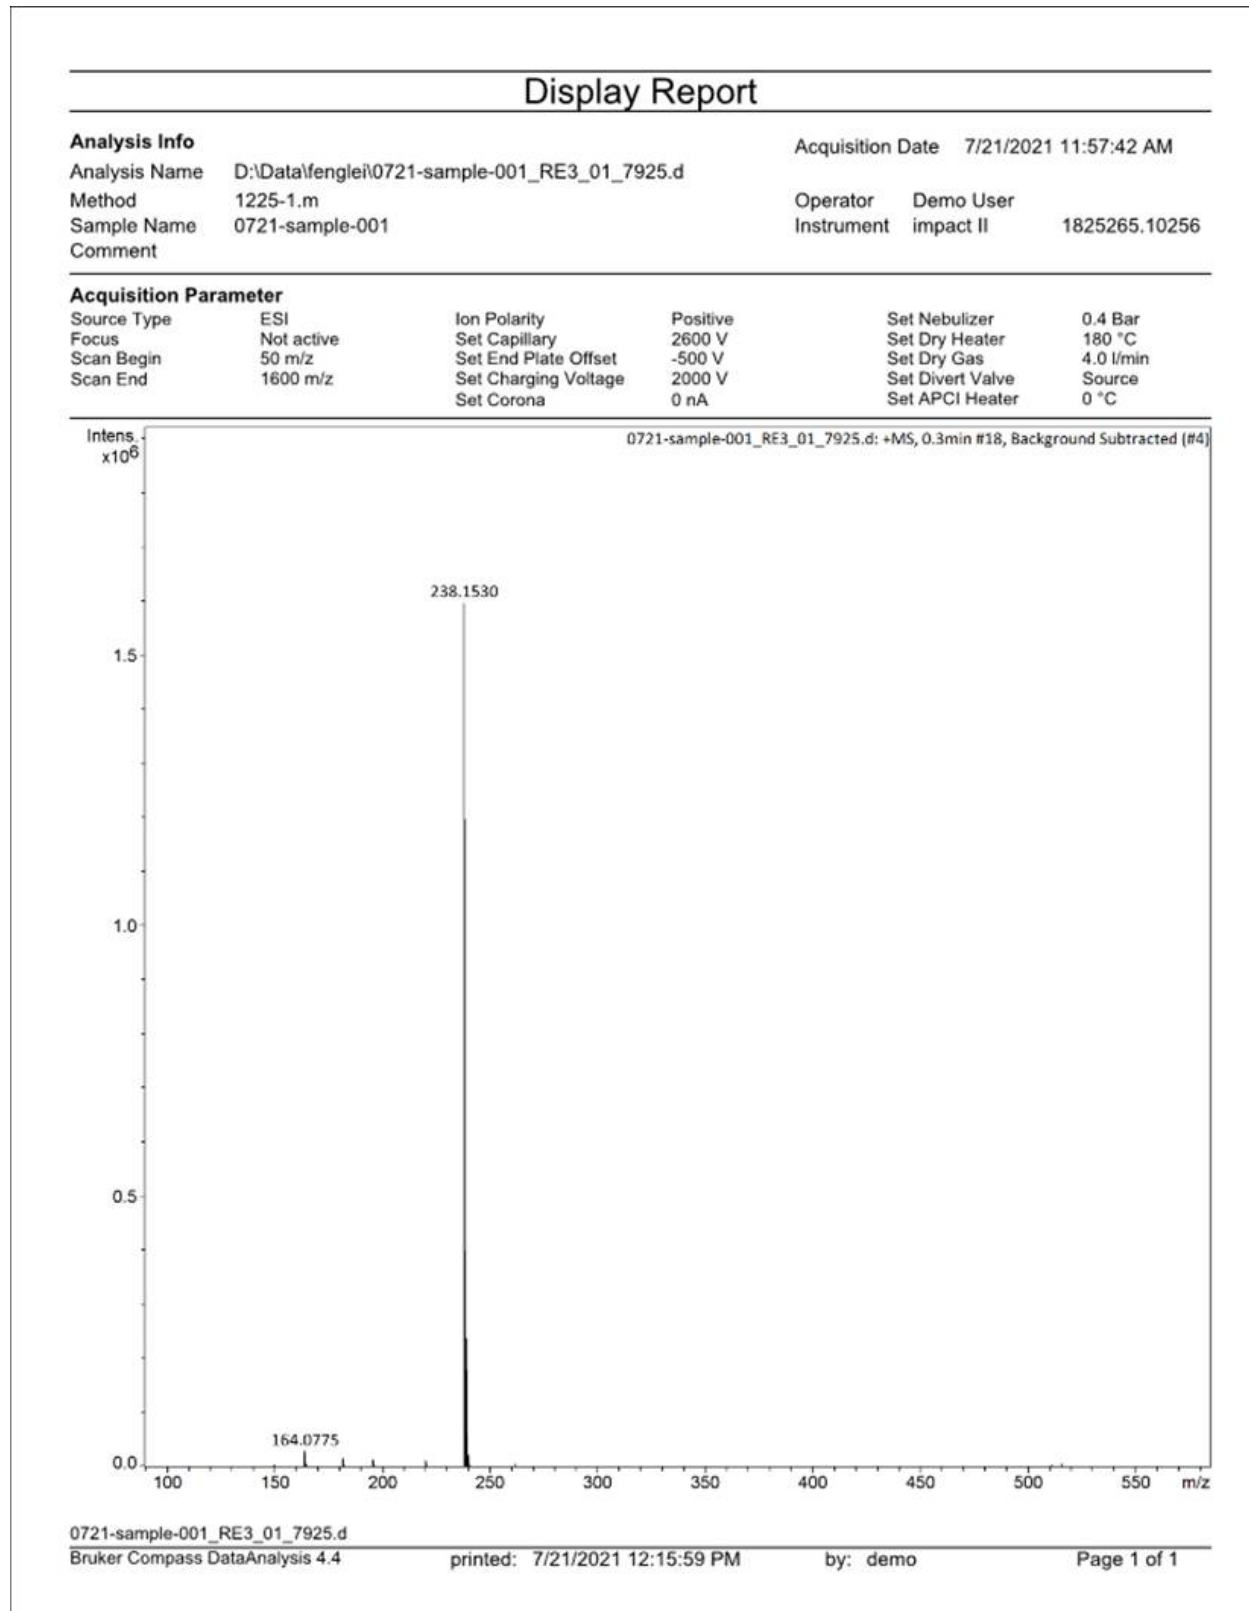 Display Report
Analysis Info
Acquisition Date 7/21/2021 11:57:42 AM
Analysis Name D:\Data\fenglei\0721-sample-001_RE3_01_7925.d
Method 1225-1.m Operator Demo User
Sample Name 0721-sample-001 Instrument impact II 1825265.10256
Comment
Acquisition Parameter
Source Type ESI Ion Polarity Positive Set Nebulizer 0.4 Bar
Focus Not active Set Capillary 2600 V Set Dry Heater 180 °C
Scan Begin 50 m/z Set End Plate Offset -500 V Set Dry Gas 4.0 l/min
Scan End 1600 m/z Set Charging Voltage 2000 V Set Divert Valve Source
Set Corona 0 nA Set APCI Heater 0 °C
Intens. 0721-sample-001_RE3_01_7925.d: +MS, 0.3min #18, Background Subtracted (#4)
x10⁶
238.1530
1.5
1.0
0.5
164.0775
0.0
100 150 200 250 300 350 400 450 500 550 m/z
0721-sample-001_RE3_01_7925.d
Bruker Compass DataAnalysis 4.4 printed: 7/21/2021 12:15:59 PM by: demo Page 1 of 1